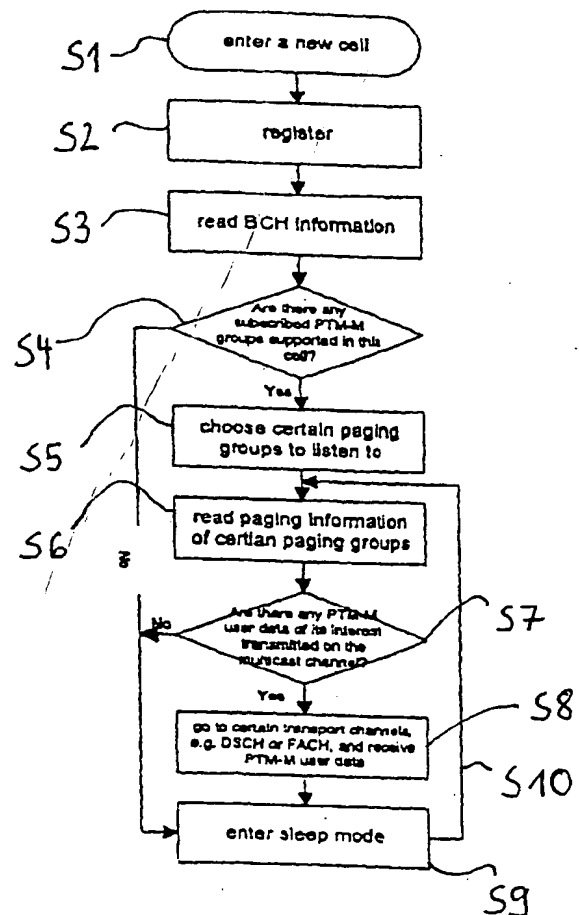 S1
enter a new cell
S2
register
S3
read BCH information
S4
Are there any
subscribed PTM-M
groups supported in this
cell?
Yes
S5
choose certain paging
groups to listen to
S6
read paging information
of certian paging groups
No
No
Are there any PTM-M
user data of its interest
transmitted on the
multicast channel?
S7
Yes
go to certain transport channels,
e.g. DSCH or FACH, and receive
PTM-M user data
S8
S10
enter sleep mode
S9